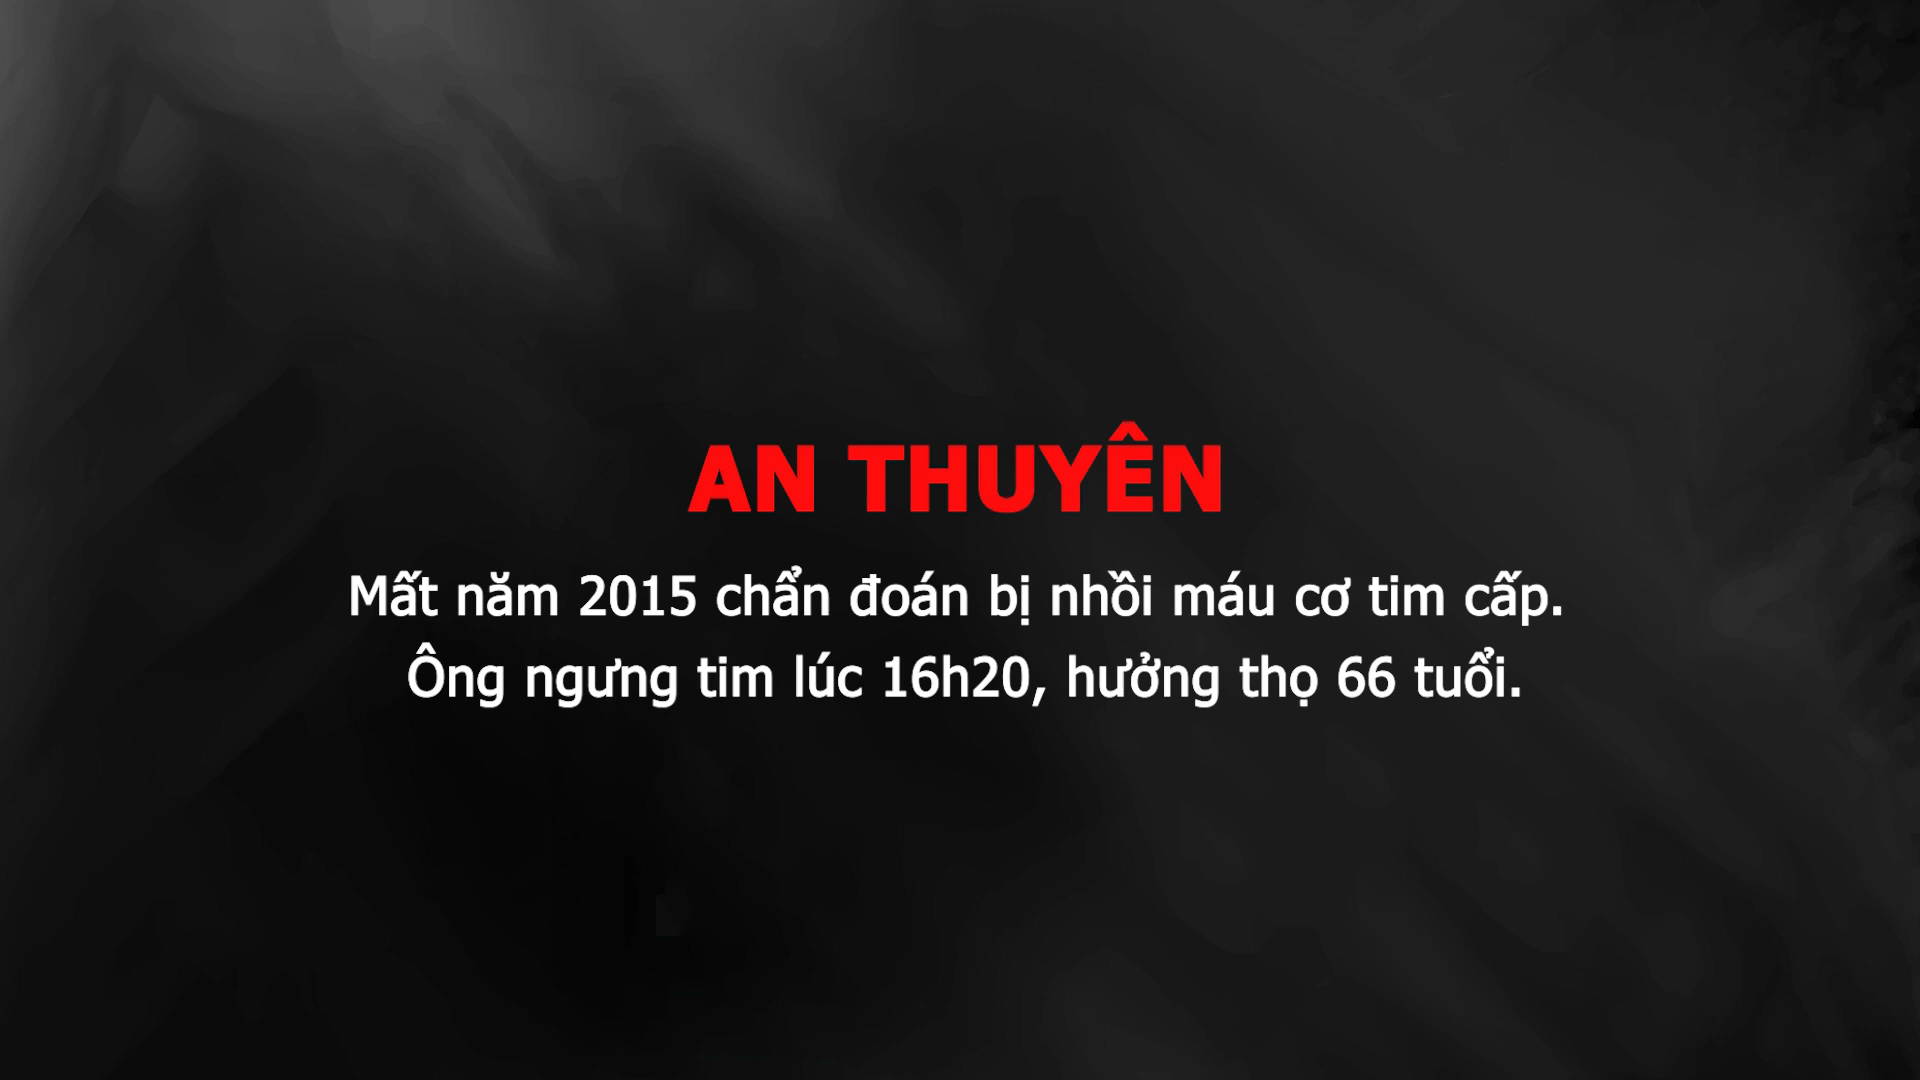 AN THUYÊN
Mất năm 2015 chẩn đoán bị nhồi máu cơ tim cấp.
Ông ngưng tim lúc 16h20, hưởng thọ 66 tuổi.